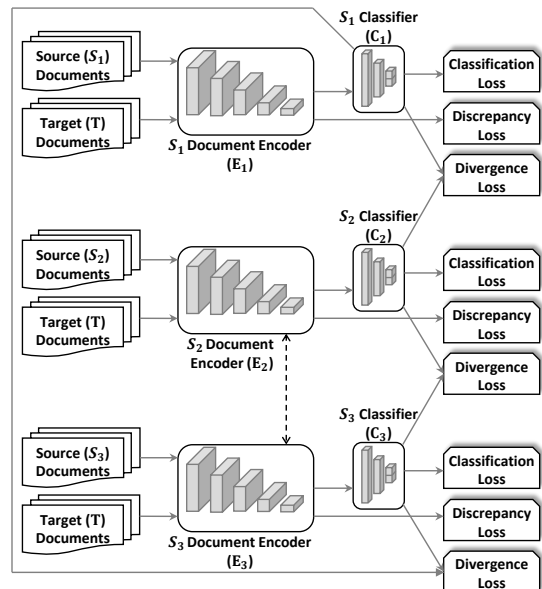 S₁ Classifier
(C₁)
Source (S₁)
Documents
Target (T)
Documents
S₁ Document Encoder
(E₁)
Classification
Loss
Discrepancy
Loss
Divergence
Loss
S₂ Classifier
(C₂)
Source (S₂)
Documents
Target (T)
Documents
S₂ Document
Encoder (E₂)
Classification
Loss
Discrepancy
Loss
Divergence
Loss
S₃ Classifier
(C₃)
Source (S₃)
Documents
Target (T)
Documents
S₃ Document Encoder
(E₃)
Classification
Loss
Discrepancy
Loss
Divergence
Loss